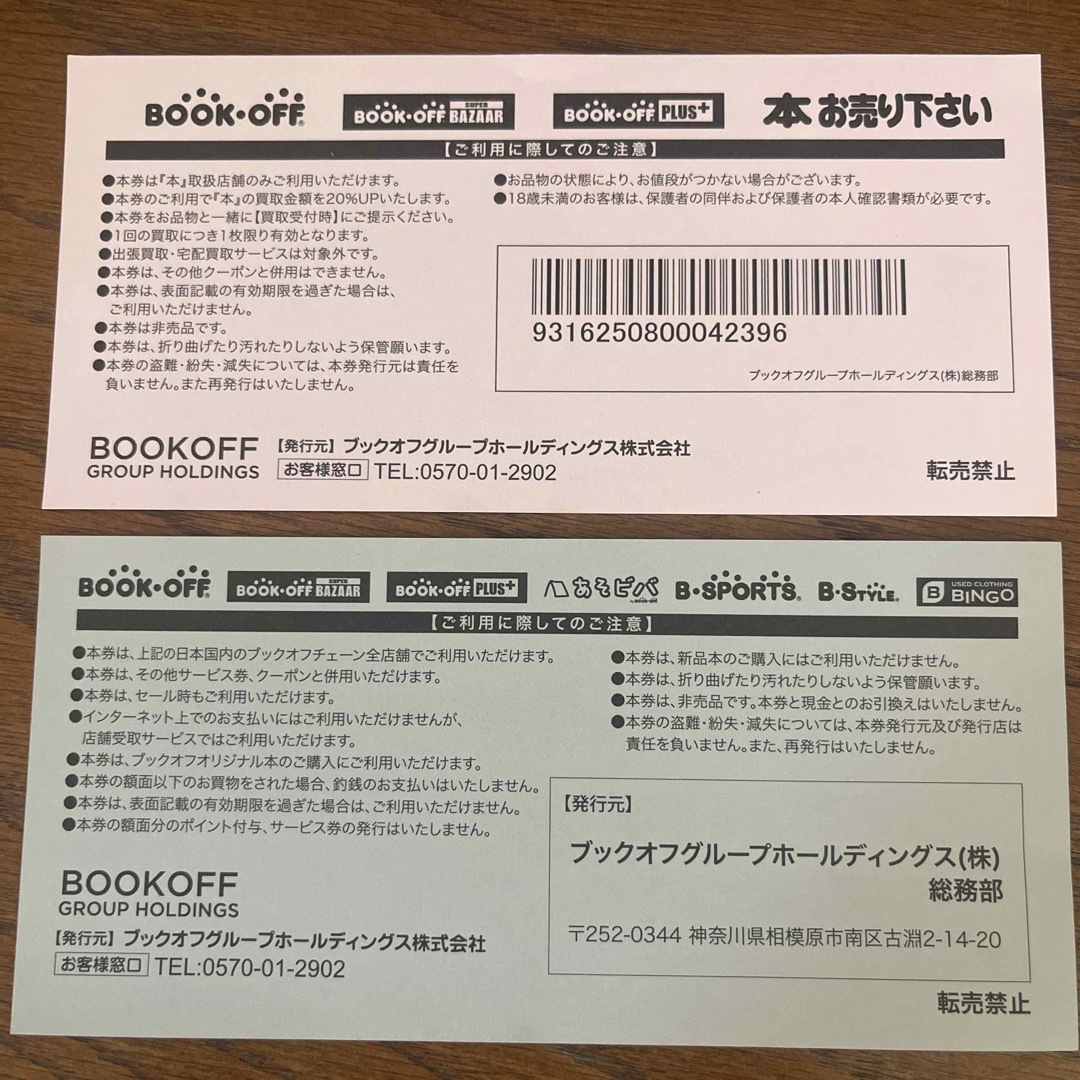 BOOK・OFF®
BOOK・OFF SUPER BAZAAR
BOOK・OFF PLUS+
本 お売り下さい
【ご利用に際してのご注意】
●本券は『本』取扱店舗のみご利用いただけます。
●本券のご利用で『本』の買取金額を20%UPいたします。
●本券をお品物と一緒に【買取受付時】にご提示ください。
●1回の買取につき1枚限り有効となります。
●出張買取・宅配買取サービスは対象外です。
●本券は、その他クーポンと併用はできません。
●本券は、表面記載の有効期限を過ぎた場合は、
ご利用いただけません。
●本券は非売品です。
●本券は、折り曲げたり汚れたりしないよう保管願います。
●本券の盗難・紛失・滅失については、本券発行元は責任を
負いません。また再発行はいたしません。
●お品物の状態により、お値段がつかない場合がございます。
●18歳未満のお客様は、保護者の同伴および保護者の本人確認書類が必要です。
9316250800042396
ブックオフグループホールディングス(株)総務部
BOOKOFF
GROUP HOLDINGS
【発行元】ブックオフグループホールディングス株式会社
お客様窓口 TEL:0570-01-2902
転売禁止
BOOK・OFF®
BOOK・OFF SUPER BAZAAR
BOOK・OFF PLUS+
あそビバ by BOOK・OFF
B・SPORTS®
B・STYLE®
B USED CLOTHING BINGO
【ご利用に際してのご注意】
●本券は、上記の日本国内のブックオフチェーン全店舗でご利用いただけます。
●本券は、その他サービス券、クーポンと併用いただけます。
●本券は、セール時もご利用いただけます。
●インターネット上でのお支払いにはご利用いただけませんが、
店舗受取サービスではご利用いただけます。
●本券は、ブックオフオリジナル本のご購入にご利用いただけます。
●本券の額面以下のお買物をされた場合、釣銭のお支払いはいたしません。
●本券は、表面記載の有効期限を過ぎた場合は、ご利用いただけません。
●本券の額面分のポイント付与、サービス券の発行はいたしません。
●本券は、新品本のご購入にはご利用いただけません。
●本券は、折り曲げたり汚れたりしないよう保管願います。
●本券は、非売品です。本券と現金とのお引換えはいたしません。
●本券の盗難・紛失・滅失については、本券発行元及び発行店は
責任を負いません。また、再発行はいたしません。
【発行元】
ブックオフグループホールディングス(株)
総務部
〒252-0344 神奈川県相模原市南区古淵2-14-20
BOOKOFF
GROUP HOLDINGS
【発行元】ブックオフグループホールディングス株式会社
お客様窓口 TEL:0570-01-2902
転売禁止